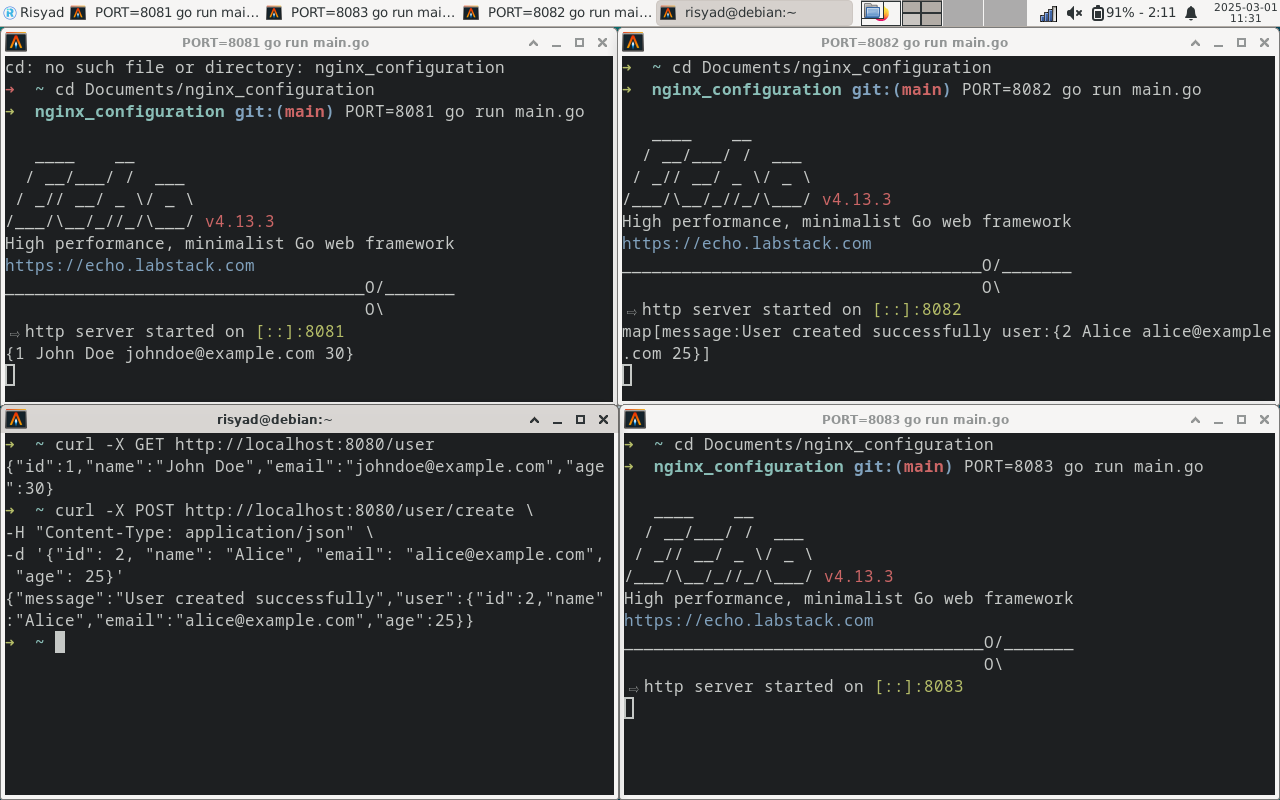 Risyad PORT=8081 go run mai... PORT=8083 go run mai... PORT=8082 go run mai... risyad@debian:~ 91% - 2:11 2025-03-01
11:31
PORT=8081 go run main.go
cd: no such file or directory: nginx_configuration
➜ ~ cd Documents/nginx_configuration
➜ nginx_configuration git:(main) PORT=8081 go run main.go
   ____    __
  / __/___/ /  ___
 / _// __/ _ \/ _ \
/___/\__/_//_/\___/ v4.13.3
High performance, minimalist Go web framework
https://echo.labstack.com
____________________________________O/_______
                                    O\
⇨ http server started on [::]:8081
{1 John Doe johndoe@example.com 30}
PORT=8082 go run main.go
➜ ~ cd Documents/nginx_configuration
➜ nginx_configuration git:(main) PORT=8082 go run main.go
   ____    __
  / __/___/ /  ___
 / _// __/ _ \/ _ \
/___/\__/_//_/\___/ v4.13.3
High performance, minimalist Go web framework
https://echo.labstack.com
____________________________________O/_______
                                    O\
⇨ http server started on [::]:8082
map[message:User created successfully user:{2 Alice alice@example
.com 25}]
risyad@debian:~
➜ ~ curl -X GET http://localhost:8080/user
{"id":1,"name":"John Doe","email":"johndoe@example.com","age
":30}
➜ ~ curl -X POST http://localhost:8080/user/create \
-H "Content-Type: application/json" \
-d '{"id": 2, "name": "Alice", "email": "alice@example.com",
 "age": 25}'
{"message":"User created successfully","user":{"id":2,"name"
:"Alice","email":"alice@example.com","age":25}}
➜ ~
PORT=8083 go run main.go
➜ ~ cd Documents/nginx_configuration
➜ nginx_configuration git:(main) PORT=8083 go run main.go
   ____    __
  / __/___/ /  ___
 / _// __/ _ \/ _ \
/___/\__/_//_/\___/ v4.13.3
High performance, minimalist Go web framework
https://echo.labstack.com
____________________________________O/_______
                                    O\
⇨ http server started on [::]:8083